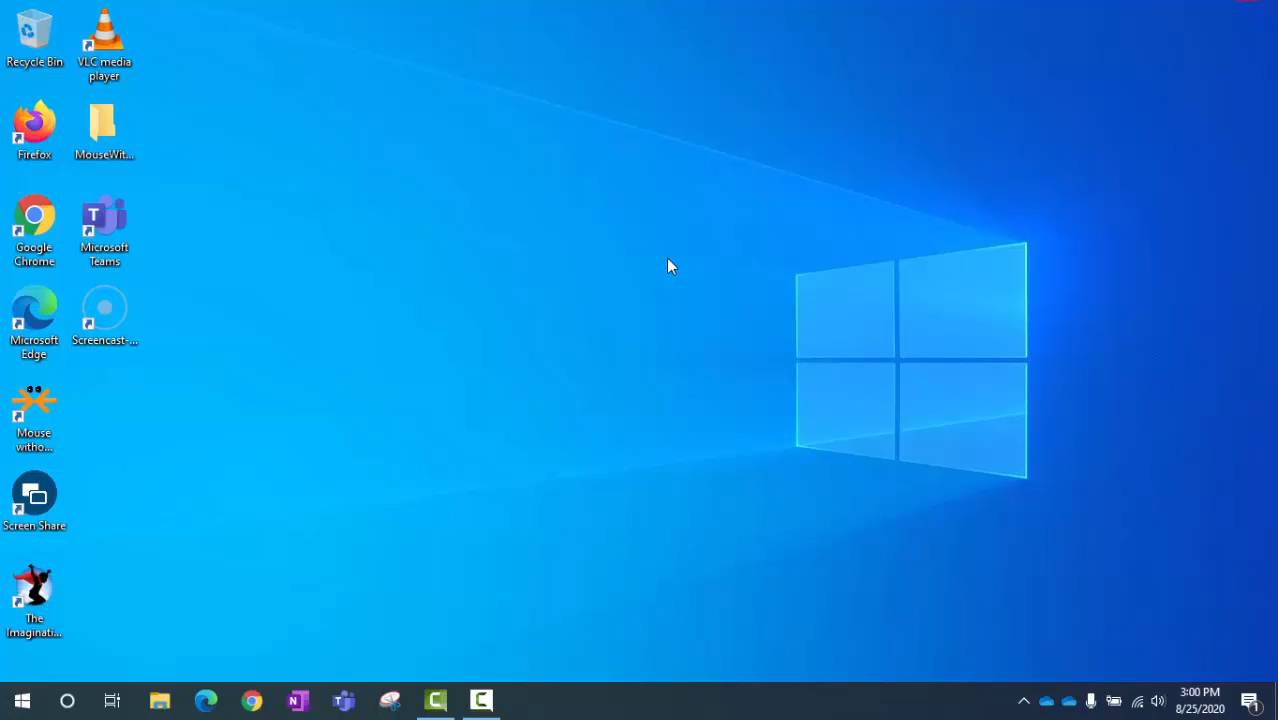 Recycle Bin
VLC media
player
Firefox
MouseWit...
Google
Chrome
T
Microsoft
Teams
Microsoft
Edge
Screencast-...
Mouse
witho...
Screen Share
The
Imaginati...
N
T
C
C
3:00 PM
8/25/2020
1